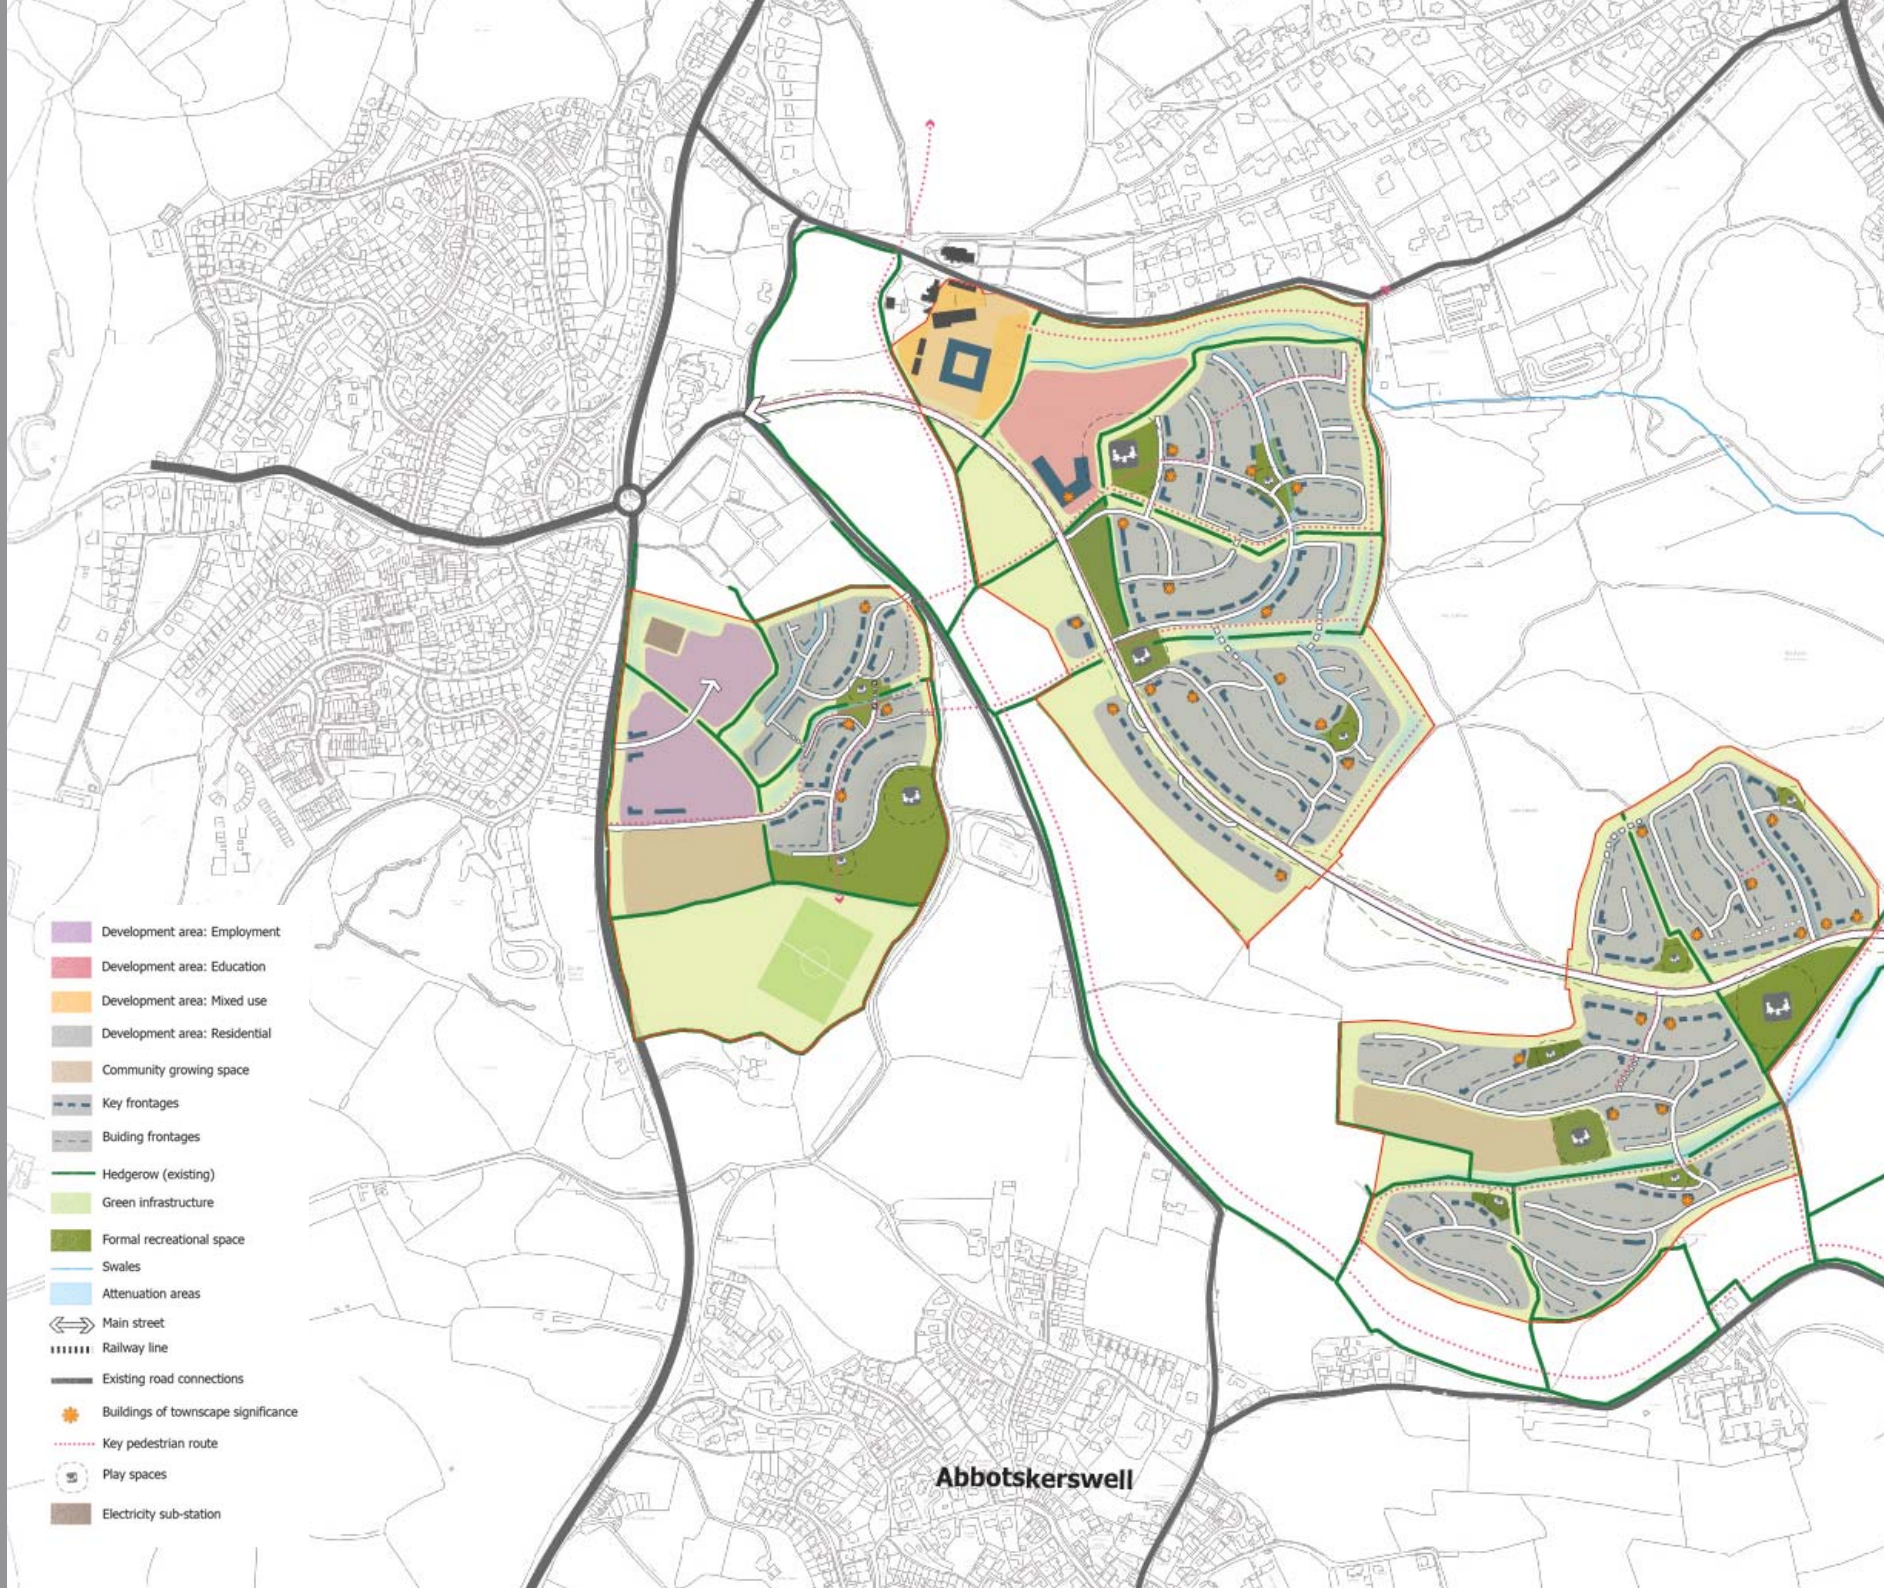 Development area: Employment
Development area: Education
Development area: Mixed use
Development area: Residential
Community growing space
Key frontages
Buiding frontages
Hedgerow (existing)
Green infrastructure
Formal recreational space
Swales
Attenuation areas
Main street
Railway line
Existing road connections
Buildings of townscape significance
Key pedestrian route
Play spaces
Electricity sub-station
Abbotskerswell